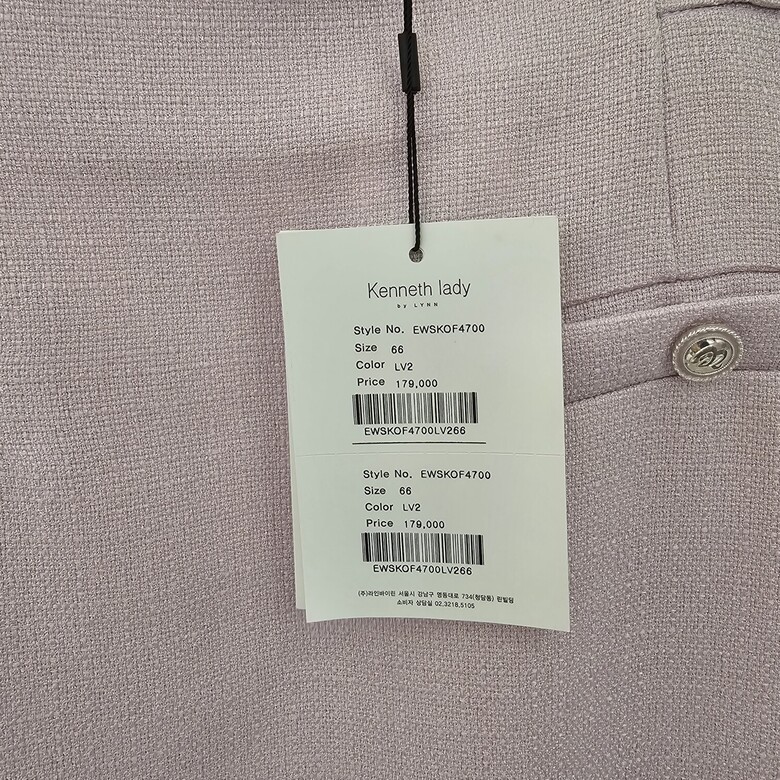 Kenneth lady
by LYNN
Style No. EWSKOF4700
Size 66
Color LV2
Price 179,000
EWSKOF4700LV266
Style No. EWSKOF4700
Size 66
Color LV2
Price 179,000
EWSKOF4700LV266
(주)라인바이린 서울시 강남구 영동대로 734(청담동) 린빌딩
소비자 상담실 02.3218.5105